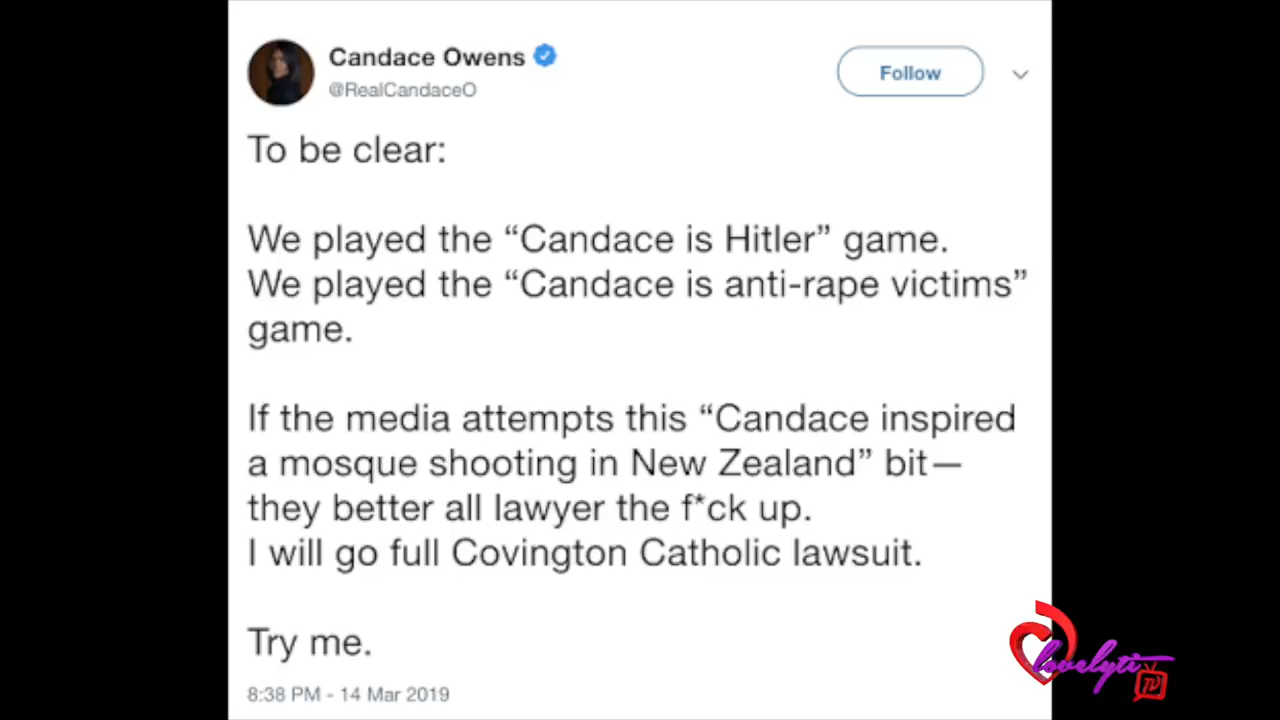 Candace Owens
@RealCandaceO
Follow
To be clear:
We played the “Candace is Hitler” game.
We played the “Candace is anti-rape victims”
game.
If the media attempts this “Candace inspired
a mosque shooting in New Zealand” bit—
they better all lawyer the f*ck up.
I will go full Covington Catholic lawsuit.
Try me.
8:38 PM - 14 Mar 2019
lovelyti
TV